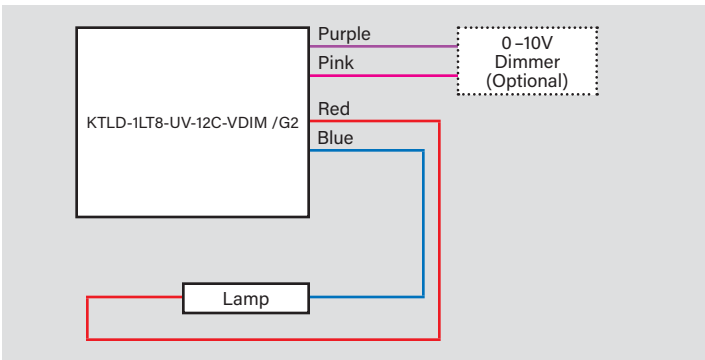 Purple
0–10V
Dimmer
(Optional)
Pink
Red
KTLD-1LT8-UV-12C-VDIM /G2
Blue
Lamp